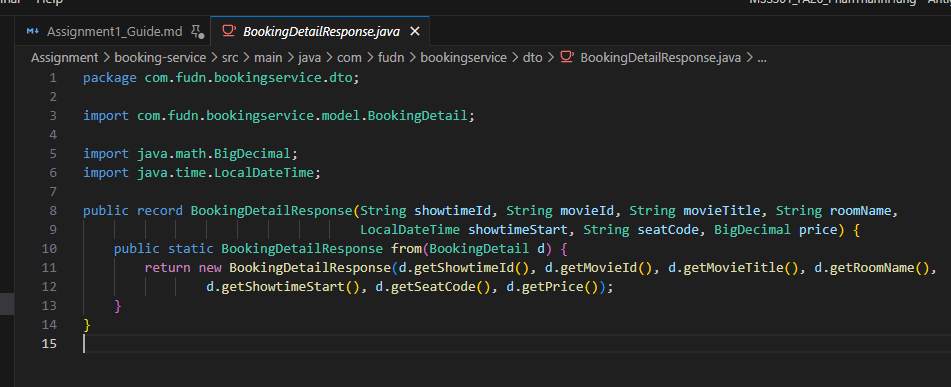 Help
Assignment1_Guide.md
BookingDetailResponse.java
Assignment > booking-service > src > main > java > com > fudn > bookingservice > dto > BookingDetailResponse.java > ...
1 package com.fudn.bookingservice.dto;
2
3 import com.fudn.bookingservice.model.BookingDetail;
4
5 import java.math.BigDecimal;
6 import java.time.LocalDateTime;
7
8 public record BookingDetailResponse(String showtimeId, String movieId, String movieTitle, String roomName,
9 LocalDateTime showtimeStart, String seatCode, BigDecimal price) {
10 public static BookingDetailResponse from(BookingDetail d) {
11 return new BookingDetailResponse(d.getShowtimeId(), d.getMovieId(), d.getMovieTitle(), d.getRoomName(),
12 d.getShowtimeStart(), d.getSeatCode(), d.getPrice());
13 }
14 }
15